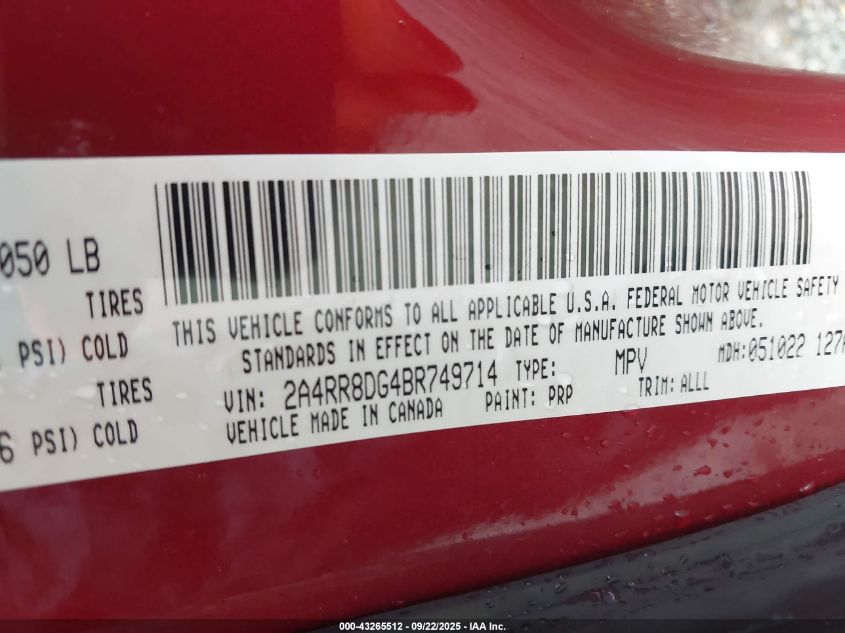 050 LB
TIRES
PSI) COLD
TIRES
6 PSI) COLD
THIS VEHICLE CONFORMS TO ALL APPLICABLE U.S.A. FEDERAL MOTOR VEHICLE SAFETY
STANDARDS IN EFFECT ON THE DATE OF MANUFACTURE SHOWN ABOVE.
VIN: 2A4RR8DG4BR749714 TYPE: MPV MDH: 051022 127
VEHICLE MADE IN CANADA PAINT: PRP TRIM: ALLL
000-43265512 - 09/22/2025 - IAA Inc.